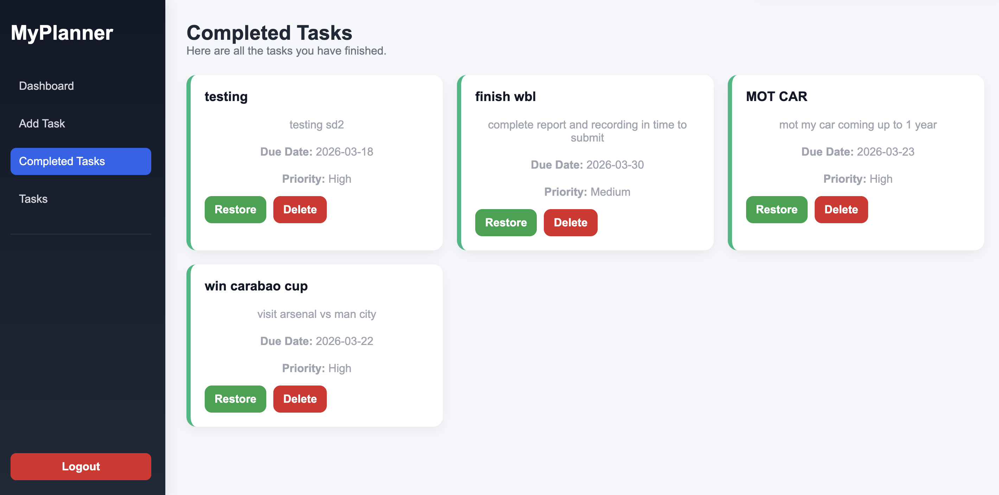 MyPlanner
Dashboard
Add Task
Completed Tasks
Tasks
Logout
Completed Tasks
Here are all the tasks you have finished.
testing
testing sd2
Due Date: 2026-03-18
Priority: High
Restore Delete
finish wbl
complete report and recording in time to
submit
Due Date: 2026-03-30
Priority: Medium
Restore Delete
MOT CAR
mot my car coming up to 1 year
Due Date: 2026-03-23
Priority: High
Restore Delete
win carabao cup
visit arsenal vs man city
Due Date: 2026-03-22
Priority: High
Restore Delete